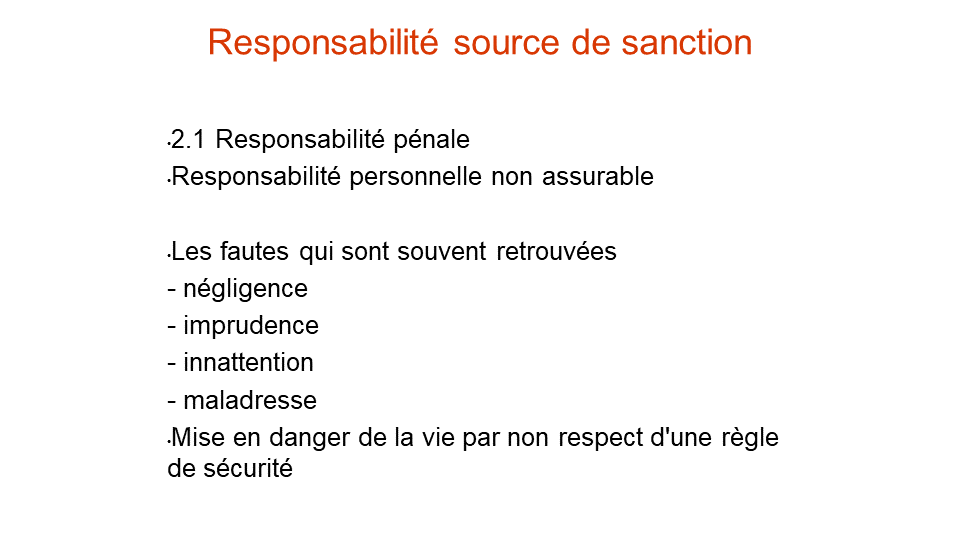 Responsabilité source de sanction
•2.1 Responsabilité pénale
•Responsabilité personnelle non assurable
•Les fautes qui sont souvent retrouvées
- négligence
- imprudence
- innattention
- maladresse
•Mise en danger de la vie par non respect d'une règle
de sécurité